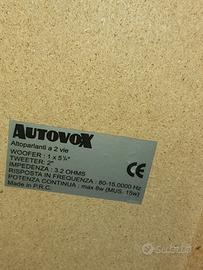 AUTOVOX
Altoparlanti a 2 vie
WOOFER : 1 x 5¼"
TWEETER: 2"
IMPEDENZA : 3.2 OHMS
RISPOSTA IN FREQUENZA : 80-15.0000 Hz
POTENZA CONTINUA : max 8w (MUS. 15w)
Made in P.R.C.
CE
Subito